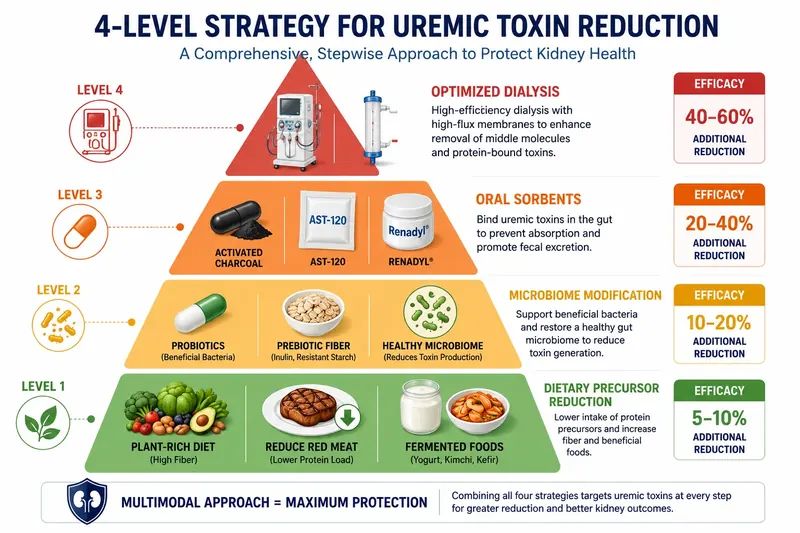 4-LEVEL STRATEGY FOR UREMIC TOXIN REDUCTION
A Comprehensive, Stepwise Approach to Protect Kidney Health
LEVEL 4
OPTIMIZED DIALYSIS
High-efficiency dialysis with
high-flux membranes to enhance
removal of middle molecules
and protein-bound toxins.
EFFICACY
40–60%
ADDITIONAL
REDUCTION
LEVEL 3
ACTIVATED
CHARCOAL
AST-120
AST-120
Renadyl®
RENADYL®
ORAL SORBENTS
Bind uremic toxins in the gut
to prevent absorption and
promote fecal excretion.
EFFICACY
20–40%
ADDITIONAL
REDUCTION
LEVEL 2
PROBIOTICS
(Beneficial Bacteria)
PREBIOTIC FIBER
(Inulin, Resistant Starch)
HEALTHY MICROBIOME
(Reduces Toxin Production)
MICROBIOME MODIFICATION
Support beneficial bacteria
and restore a healthy gut
microbiome to reduce
toxin generation.
EFFICACY
10–20%
ADDITIONAL
REDUCTION
LEVEL 1
PLANT-RICH DIET
(High Fiber)
REDUCE RED MEAT
(Lower Protein Load)
FERMENTED FOODS
(Yogurt, Kimchi, Kefir)
DIETARY PRECURSOR
REDUCTION
Lower intake of protein
precursors and increase
fiber and beneficial
foods.
EFFICACY
5–10%
ADDITIONAL
REDUCTION
MULTIMODAL APPROACH = MAXIMUM PROTECTION
Combining all four strategies targets uremic toxins at every step
for greater reduction and better kidney outcomes.